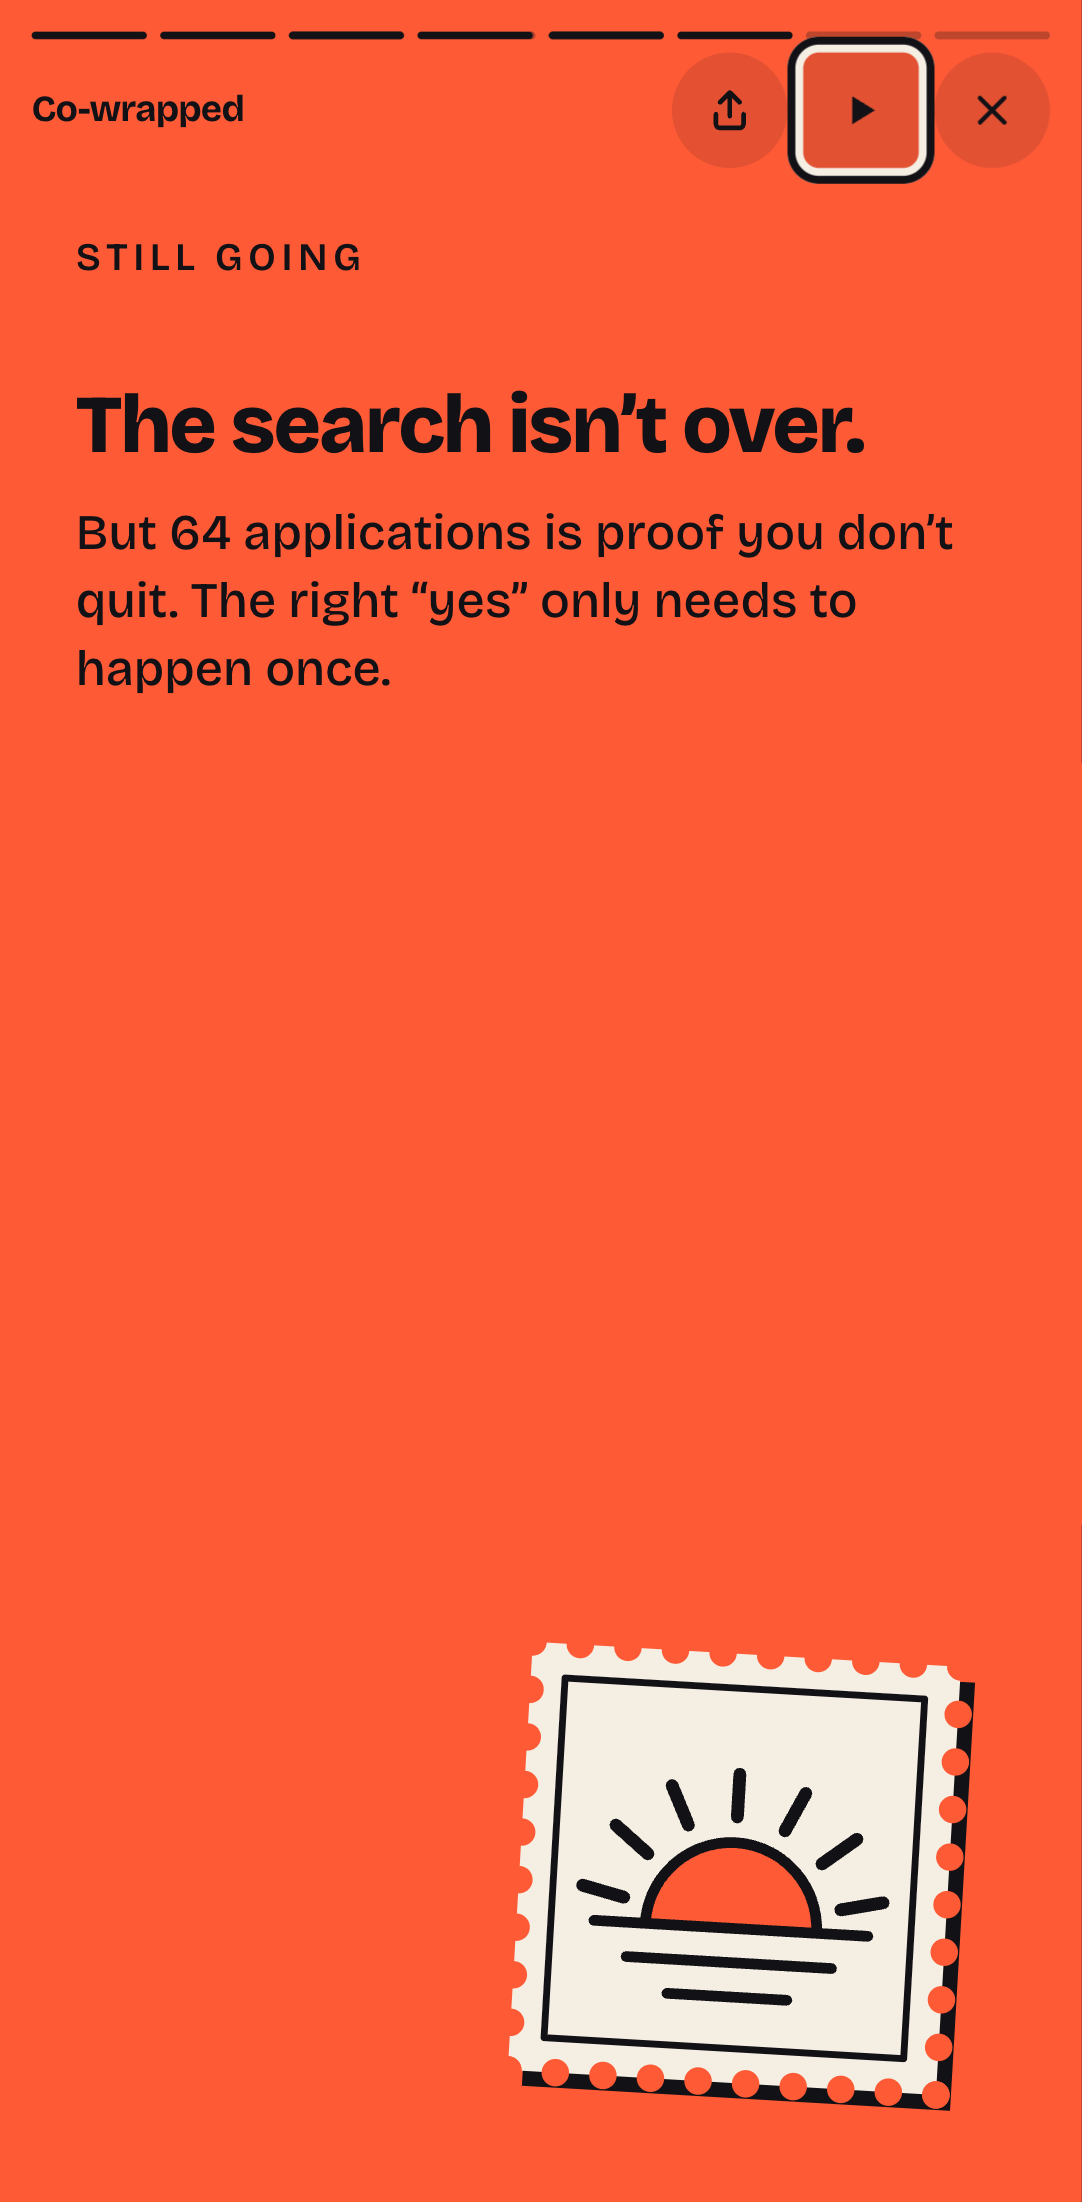 Co-wrapped
STILL GOING
The search isn’t over.
But 64 applications is proof you don’t
quit. The right “yes” only needs to
happen once.